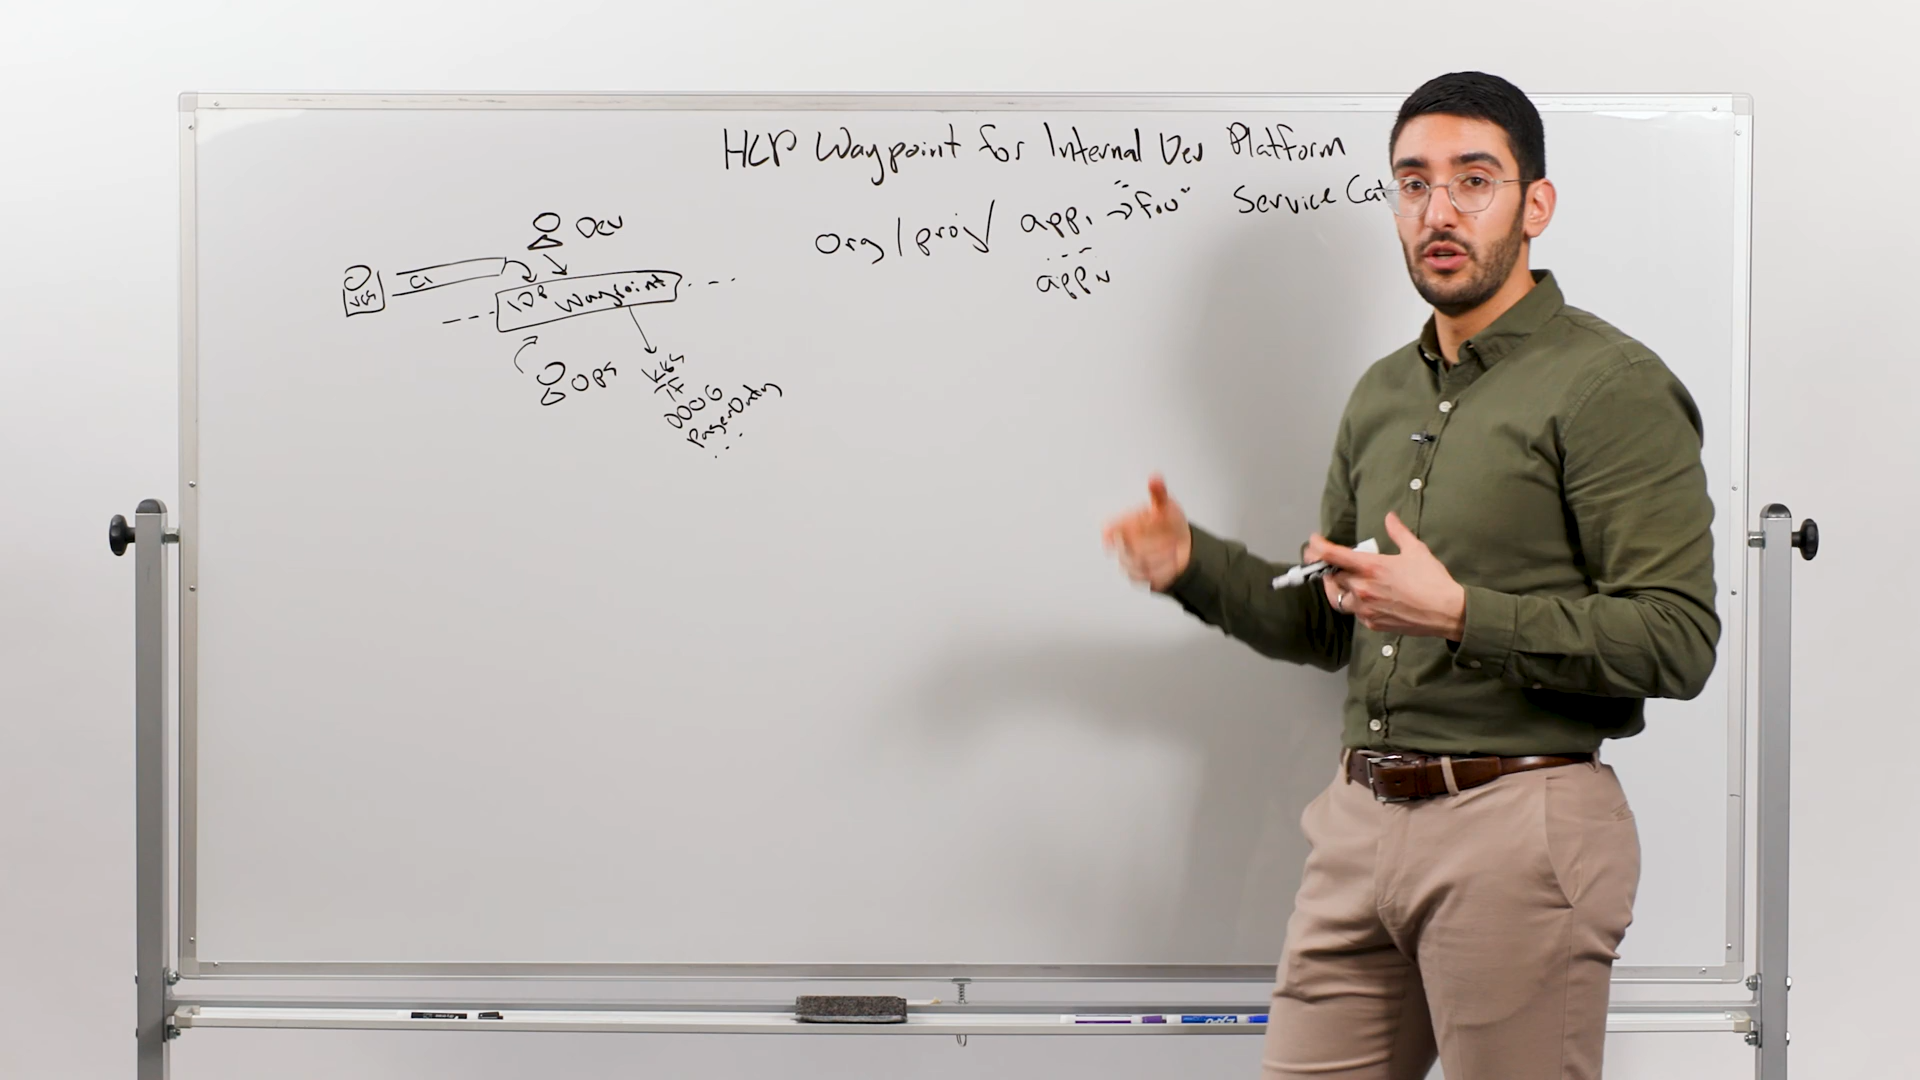 HCP Waypoint for Internal Dev Platform
Org / proj / app1 → "foo" Service Cat
appN
Dev
VCS
CI
IDP Waypoint
Ops
K8s
TF
DDOG
PagerDuty